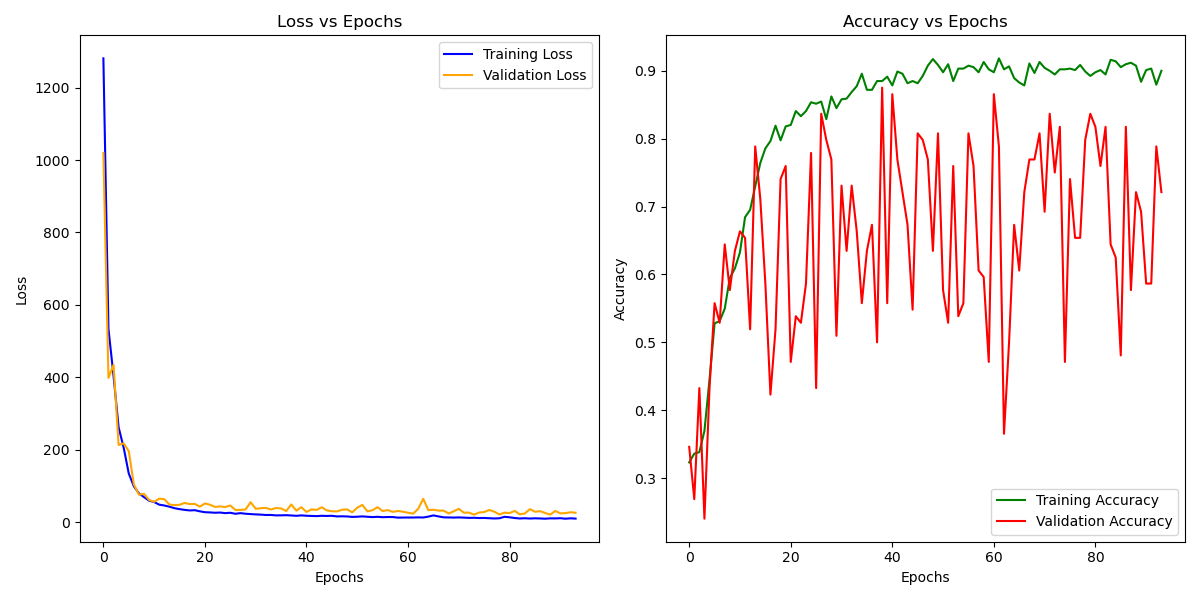 Loss vs Epochs
Training Loss
Validation Loss
1200
1000
800
600
400
200
0
Loss
0 20 40 60 80
Epochs
Accuracy vs Epochs
0.9
0.8
0.7
0.6
0.5
0.4
0.3
Accuracy
Training Accuracy
Validation Accuracy
0 20 40 60 80
Epochs